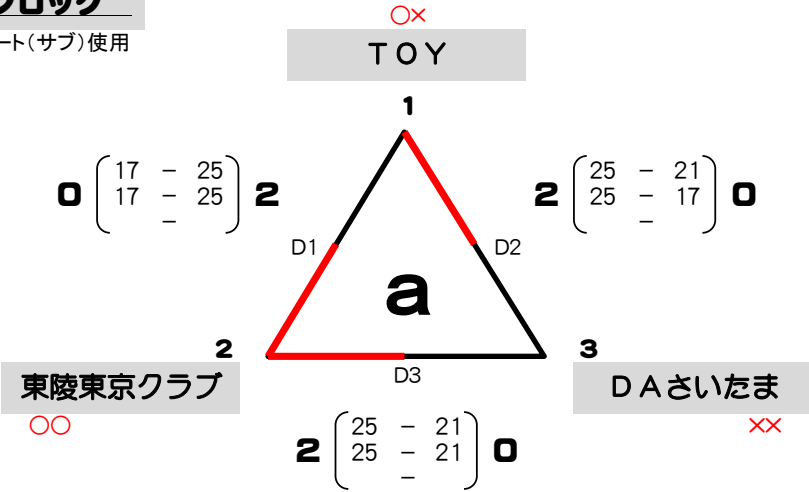 ブロック
ート(サブ)使用
○×
TOY
1
0 17 - 25 2
17 - 25
-
2 25 - 21 0
25 - 17
-
D1
D2
a
2
3
東陵東京クラブ
D3
DAさいたま
○○
××
2 25 - 21 0
25 - 21
-